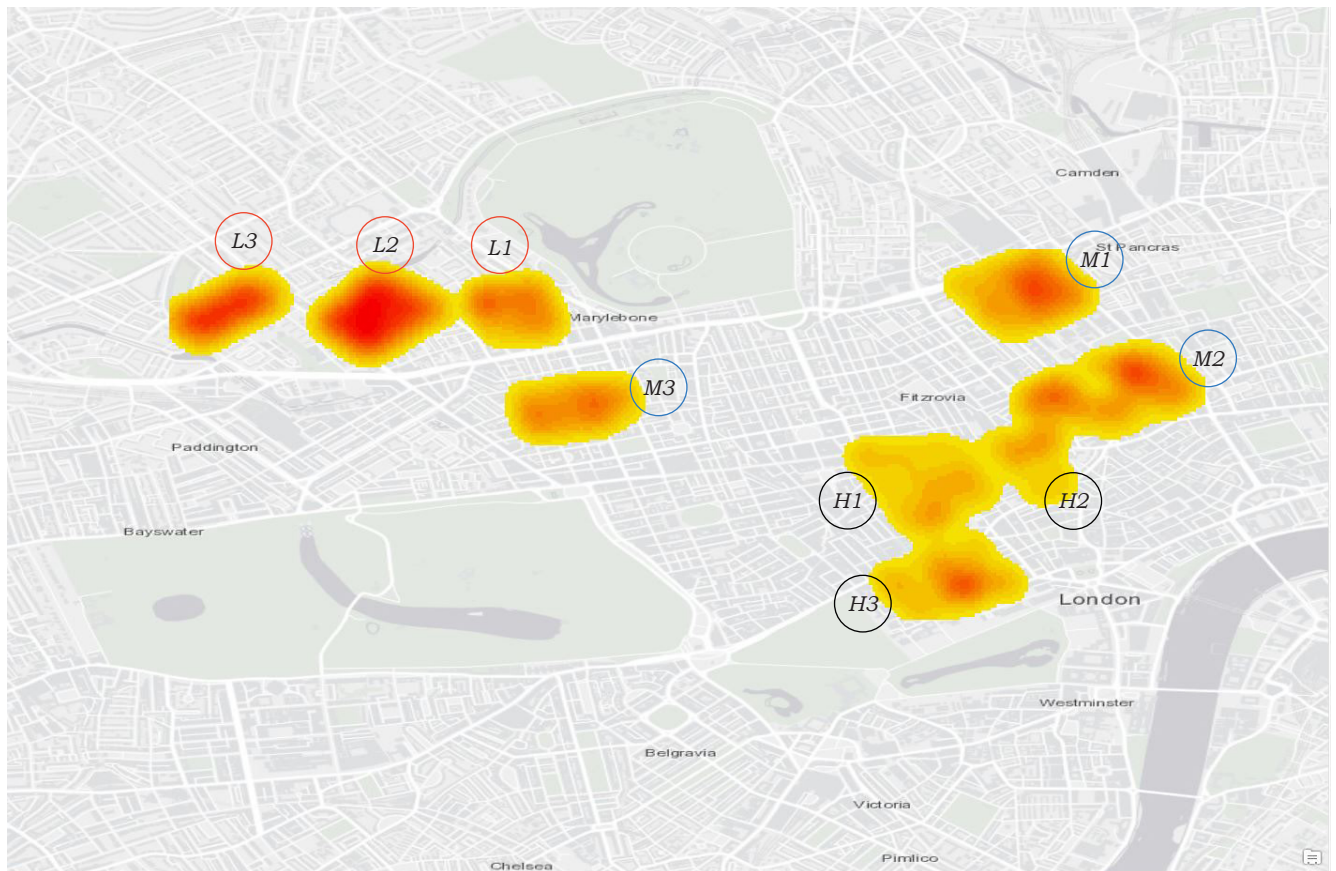 Camden
L3
L2
L1
St Pancras
M1
Marylebone
M2
M3
Fitzrovia
Paddington
H1
H2
Bayswater
H3
London
Westminster
Belgravia
Victoria
Pimlico
Chelsea